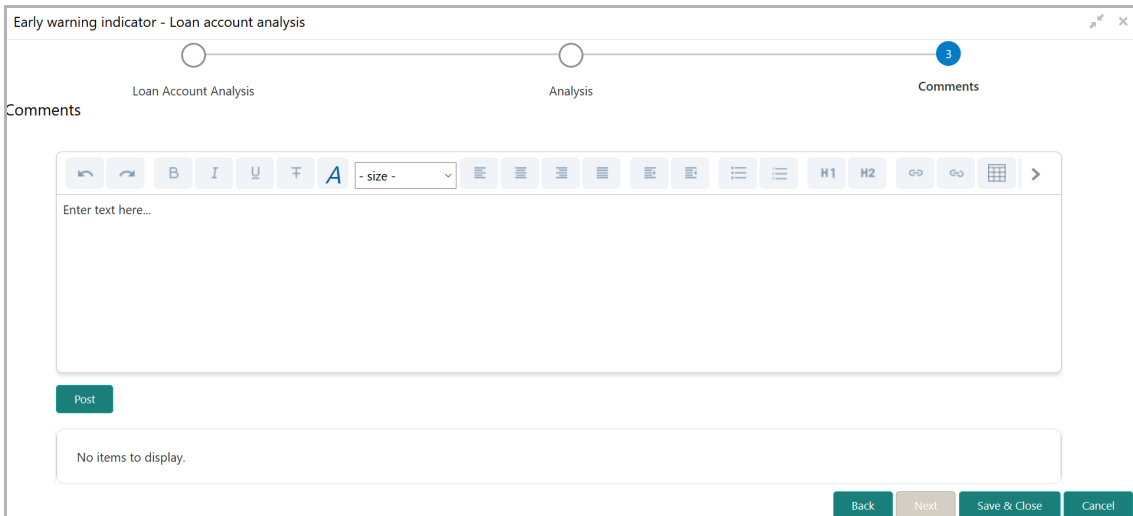 Early warning indicator - Loan account analysis
3
Loan Account Analysis
Analysis
Comments
Comments
B I U T A - size - H1 H2
Enter text here...
Post
No items to display.
Back Next Save & Close Cancel